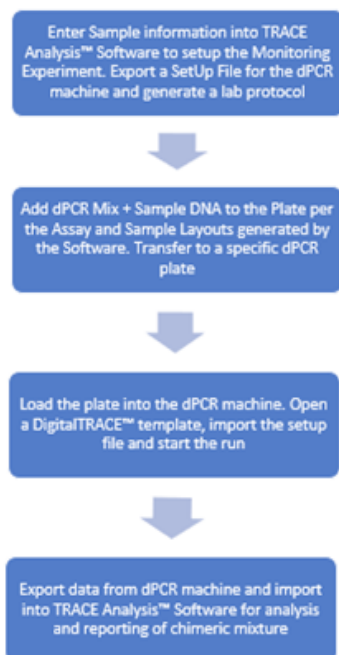 Enter Sample information into TRACE
Analysis™ Software to setup the Monitoring
Experiment. Export a SetUp File for the dPCR
machine and generate a lab protocol
Add dPCR Mix + Sample DNA to the Plate per
the Assay and Sample Layouts generated by
the Software. Transfer to a specific dPCR
plate
Load the plate into the dPCR machine. Open
a DigitalTRACE™ template, import the setup
file and start the run
Export data from dPCR machine and import
into TRACE Analysis™ Software for analysis
and reporting of chimeric mixture